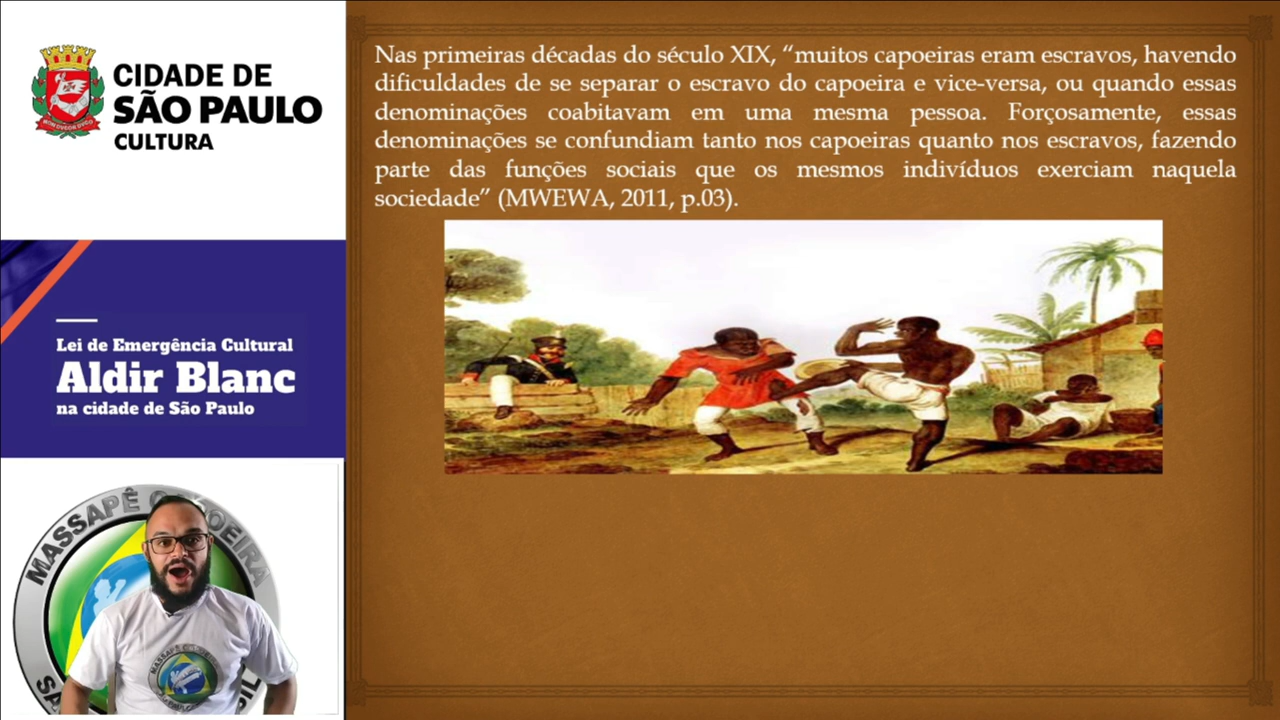 CIDADE DE
SÃO PAULO
CULTURA
Lei de Emergência Cultural
Aldir Blanc
na cidade de São Paulo
MASSAPÊ
Nas primeiras décadas do século XIX, “muitos capoeiras eram escravos, havendo
dificuldades de se separar o escravo do capoeira e vice-versa, ou quando essas
denominações coabitavam em uma mesma pessoa. Forçosamente, essas
denominações se confundiam tanto nos capoeiras quanto nos escravos, fazendo
parte das funções sociais que os mesmos indivíduos exerciam naquela
sociedade” (MWEWA, 2011, p.03).